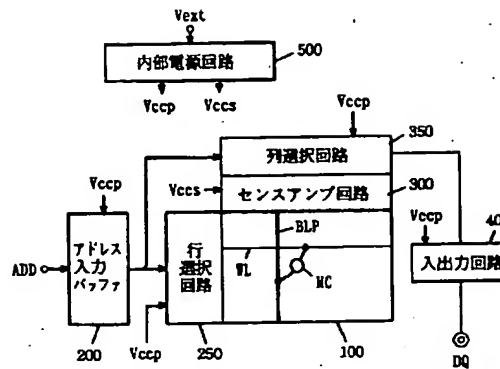 Vext
500
内部電源回路
Vccp
Vccs
Vccp
350
列選択回路
Vccp
Vccs
センスアンプ回路
300
Vccp
BLP
アドレス
入力
バッファ
行
選択
回路
ADD
WL
MC
入出力回路
200
Vccp
250
100
DQ